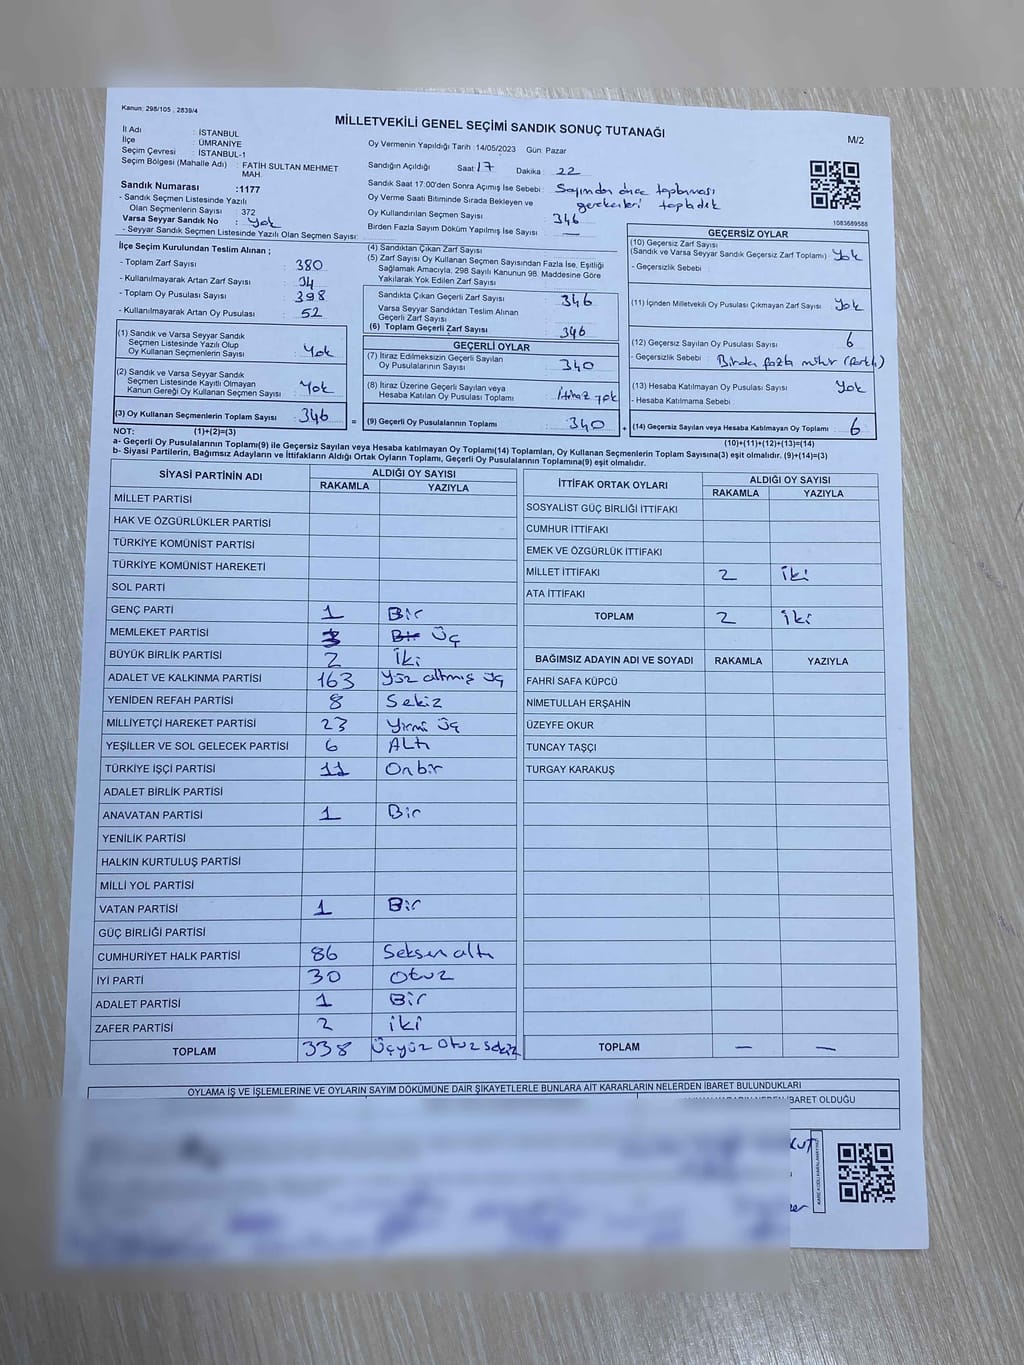 Kanun: 298/105 , 2839/4
MİLLETVEKİLİ GENEL SEÇİMİ SANDIK SONUÇ TUTANAĞI
M/2
İl Adı : İSTANBUL
İlçe : ÜMRANİYE
Seçim Çevresi : İSTANBUL-1
Seçim Bölgesi (Mahalle Adı) : FATİH SULTAN MEHMET
MAH.
Sandık Numarası :1177
- Sandık Seçmen Listesinde Yazılı
Olan Seçmenlerin Sayısı : 372
Varsa Seyyar Sandık No : Yok
- Seyyar Sandık Seçmen Listesinde Yazılı Olan Seçmen Sayısı:
Oy Vermenin Yapıldığı Tarih : 14/05/2023 Gün: Pazar
Sandığın Açıldığı Saat 17 Dakika : 22
Sandık Saat 17:00'den Sonra Açımış İse Sebebi : Sayımdan önce toplanması
Oy Verme Saati Bitiminde Sırada Bekleyen ve gerekenleri topladık
Oy Kullandırılan Seçmen Sayısı : 346
Birden Fazla Sayım Döküm Yapılmış İse Sayısı : —
1083689588
İlçe Seçim Kurulundan Teslim Alınan ;
- Toplam Zarf Sayısı : 380
- Kullanılmayarak Artan Zarf Sayısı : 34
- Toplam Oy Pusulası Sayısı : 398
- Kullanılmayarak Artan Oy Pusulası : 52
(1) Sandık ve Varsa Seyyar Sandık
Seçmen Listesinde Yazılı Olup
Oy Kullanan Seçmenlerin Sayısı : Yok
(2) Sandık ve Varsa Seyyar Sandık
Seçmen Listesinde Kayıtlı Olmayan
Kanun Gereği Oy Kullanan Seçmenlerin Sayısı : Yok
(3) Oy Kullanan Seçmenlerin Toplam Sayısı : 346
(4) Sandıktan Çıkan Zarf Sayısı
(5) Zarf Sayısı Oy Kullanan Seçmen Sayısından Fazla İse, Eşitliği
Sağlamak Amacıyla; 298 Sayılı Kanunun 98. Maddesine Göre
Yakılarak Yok Edilen Zarf Sayısı :
Sandıkta Çıkan Geçerli Zarf Sayısı : 346
Varsa Seyyar Sandıktan Teslim Alınan
Geçerli Zarf Sayısı :
(6) Toplam Geçerli Zarf Sayısı : 346
GEÇERLİ OYLAR
(7) İtiraz Edilmeksizin Geçerli Sayılan
Oy Pusulalarının Sayısı : 340
(8) İtiraz Üzerine Geçerli Sayılan veya
Hesaba Katılan Oy Pusulası Toplamı : itiraz yok
= (9) Geçerli Oy Pusulalarının Toplamı : 340
GEÇERSİZ OYLAR
(10) Geçersiz Zarf Sayısı
(Sandık ve Varsa Seyyar Sandık Geçersiz Zarf Toplamı) : Yok
- Geçersizlik Sebebi :
(11) İçinden Milletvekili Oy Pusulası Çıkmayan Zarf Sayısı : Yok
(12) Geçersiz Sayılan Oy Pusulası Sayısı : 6
- Geçersizlik Sebebi : Birden fazla mühür (farklı)
(13) Hesaba Katılmayan Oy Pusulası Sayısı : Yok
- Hesaba Katılmama Sebebi :
+ (14) Geçersiz Sayılan veya Hesaba Katılmayan Oy Toplamı : 6
NOT: (1)+(2)=(3)
(10)+(11)+(12)+(13)=(14)
a- Geçerli Oy Pusulalarının Toplamı(9) ile Geçersiz Sayılan veya Hesaba katılmayan Oy Toplamı(14) Toplamları, Oy Kullanan Seçmenlerin Toplam Sayısına(3) eşit olmalıdır. (9)+(14)=(3)
b- Siyasi Partilerin, Bağımsız Adayların ve İttifakların Aldığı Ortak Oyların Toplamı, Geçerli Oy Pusulalarının Toplamına(9) eşit olmalıdır.
SİYASİ PARTİNİN ADI ALDIĞI OY SAYISI
RAKAMLA YAZIYLA
MİLLET PARTİSİ
HAK VE ÖZGÜRLÜKLER PARTİSİ
TÜRKİYE KOMÜNİST PARTİSİ
TÜRKİYE KOMÜNİST HAREKETİ
SOL PARTİ
GENÇ PARTİ 1 Bir
MEMLEKET PARTİSİ 3 Bir Üç
BÜYÜK BİRLİK PARTİSİ 2 İki
ADALET VE KALKINMA PARTİSİ 163 Yüz altmış üç
YENİDEN REFAH PARTİSİ 8 Sekiz
MİLLİYETÇİ HAREKET PARTİSİ 23 Yirmi Üç
YEŞİLLER VE SOL GELECEK PARTİSİ 6 Altı
TÜRKİYE İŞÇİ PARTİSİ 11 Onbir
ADALET BİRLİK PARTİSİ
ANAVATAN PARTİSİ 1 Bir
YENİLİK PARTİSİ
HALKIN KURTULUŞ PARTİSİ
MİLLİ YOL PARTİSİ
VATAN PARTİSİ 1 Bir
GÜÇ BİRLİĞİ PARTİSİ
CUMHURİYET HALK PARTİSİ 86 Seksen altı
İYİ PARTİ 30 Otuz
ADALET PARTİSİ 1 Bir
ZAFER PARTİSİ 2 iki
TOPLAM 338 Üçyüz Otuz sekiz
İTTİFAK ORTAK OYLARI ALDIĞI OY SAYISI
RAKAMLA YAZIYLA
SOSYALİST GÜÇ BİRLİĞİ İTTİFAKI
CUMHUR İTTİFAKI
EMEK VE ÖZGÜRLÜK İTTİFAKI
MİLLET İTTİFAKI 2 iki
ATA İTTİFAKI
TOPLAM 2 iki
BAĞIMSIZ ADAYIN ADI VE SOYADI RAKAMLA YAZIYLA
FAHRİ SAFA KÜPCÜ
NİMETULLAH ERŞAHİN
ÜZEYFE OKUR
TUNCAY TAŞÇI
TURGAY KARAKUŞ
TOPLAM — —
OYLAMA İŞ VE İŞLEMLERİNE VE OYLARIN SAYIM DÖKÜMÜNE DAİR ŞİKAYETLERLE BUNLARA AİT KARARLARIN NELERDEN İBARET BULUNDUKLARI
İBARET OLDUĞU